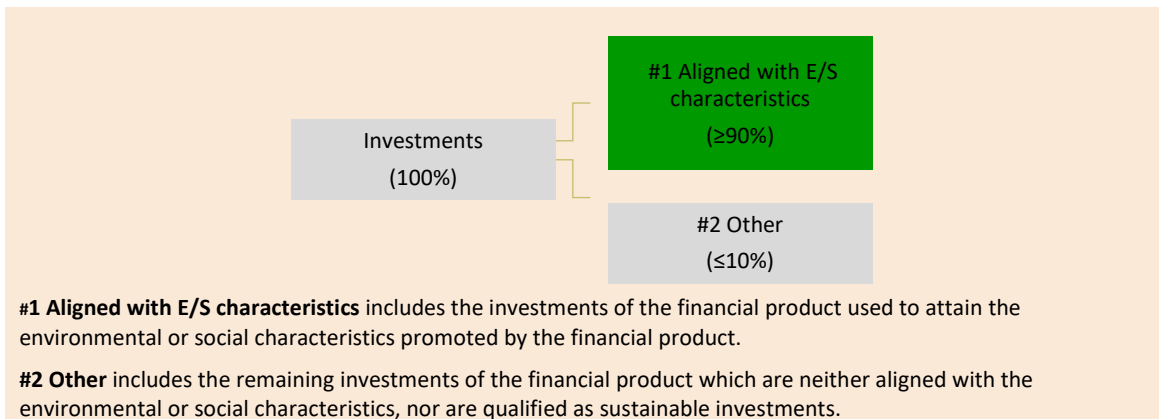 #1 Aligned with E/S
characteristics
(≥90%)
Investments
(100%)
#2 Other
(≤10%)
#1 Aligned with E/S characteristics includes the investments of the financial product used to attain the
environmental or social characteristics promoted by the financial product.
#2 Other includes the remaining investments of the financial product which are neither aligned with the
environmental or social characteristics, nor are qualified as sustainable investments.